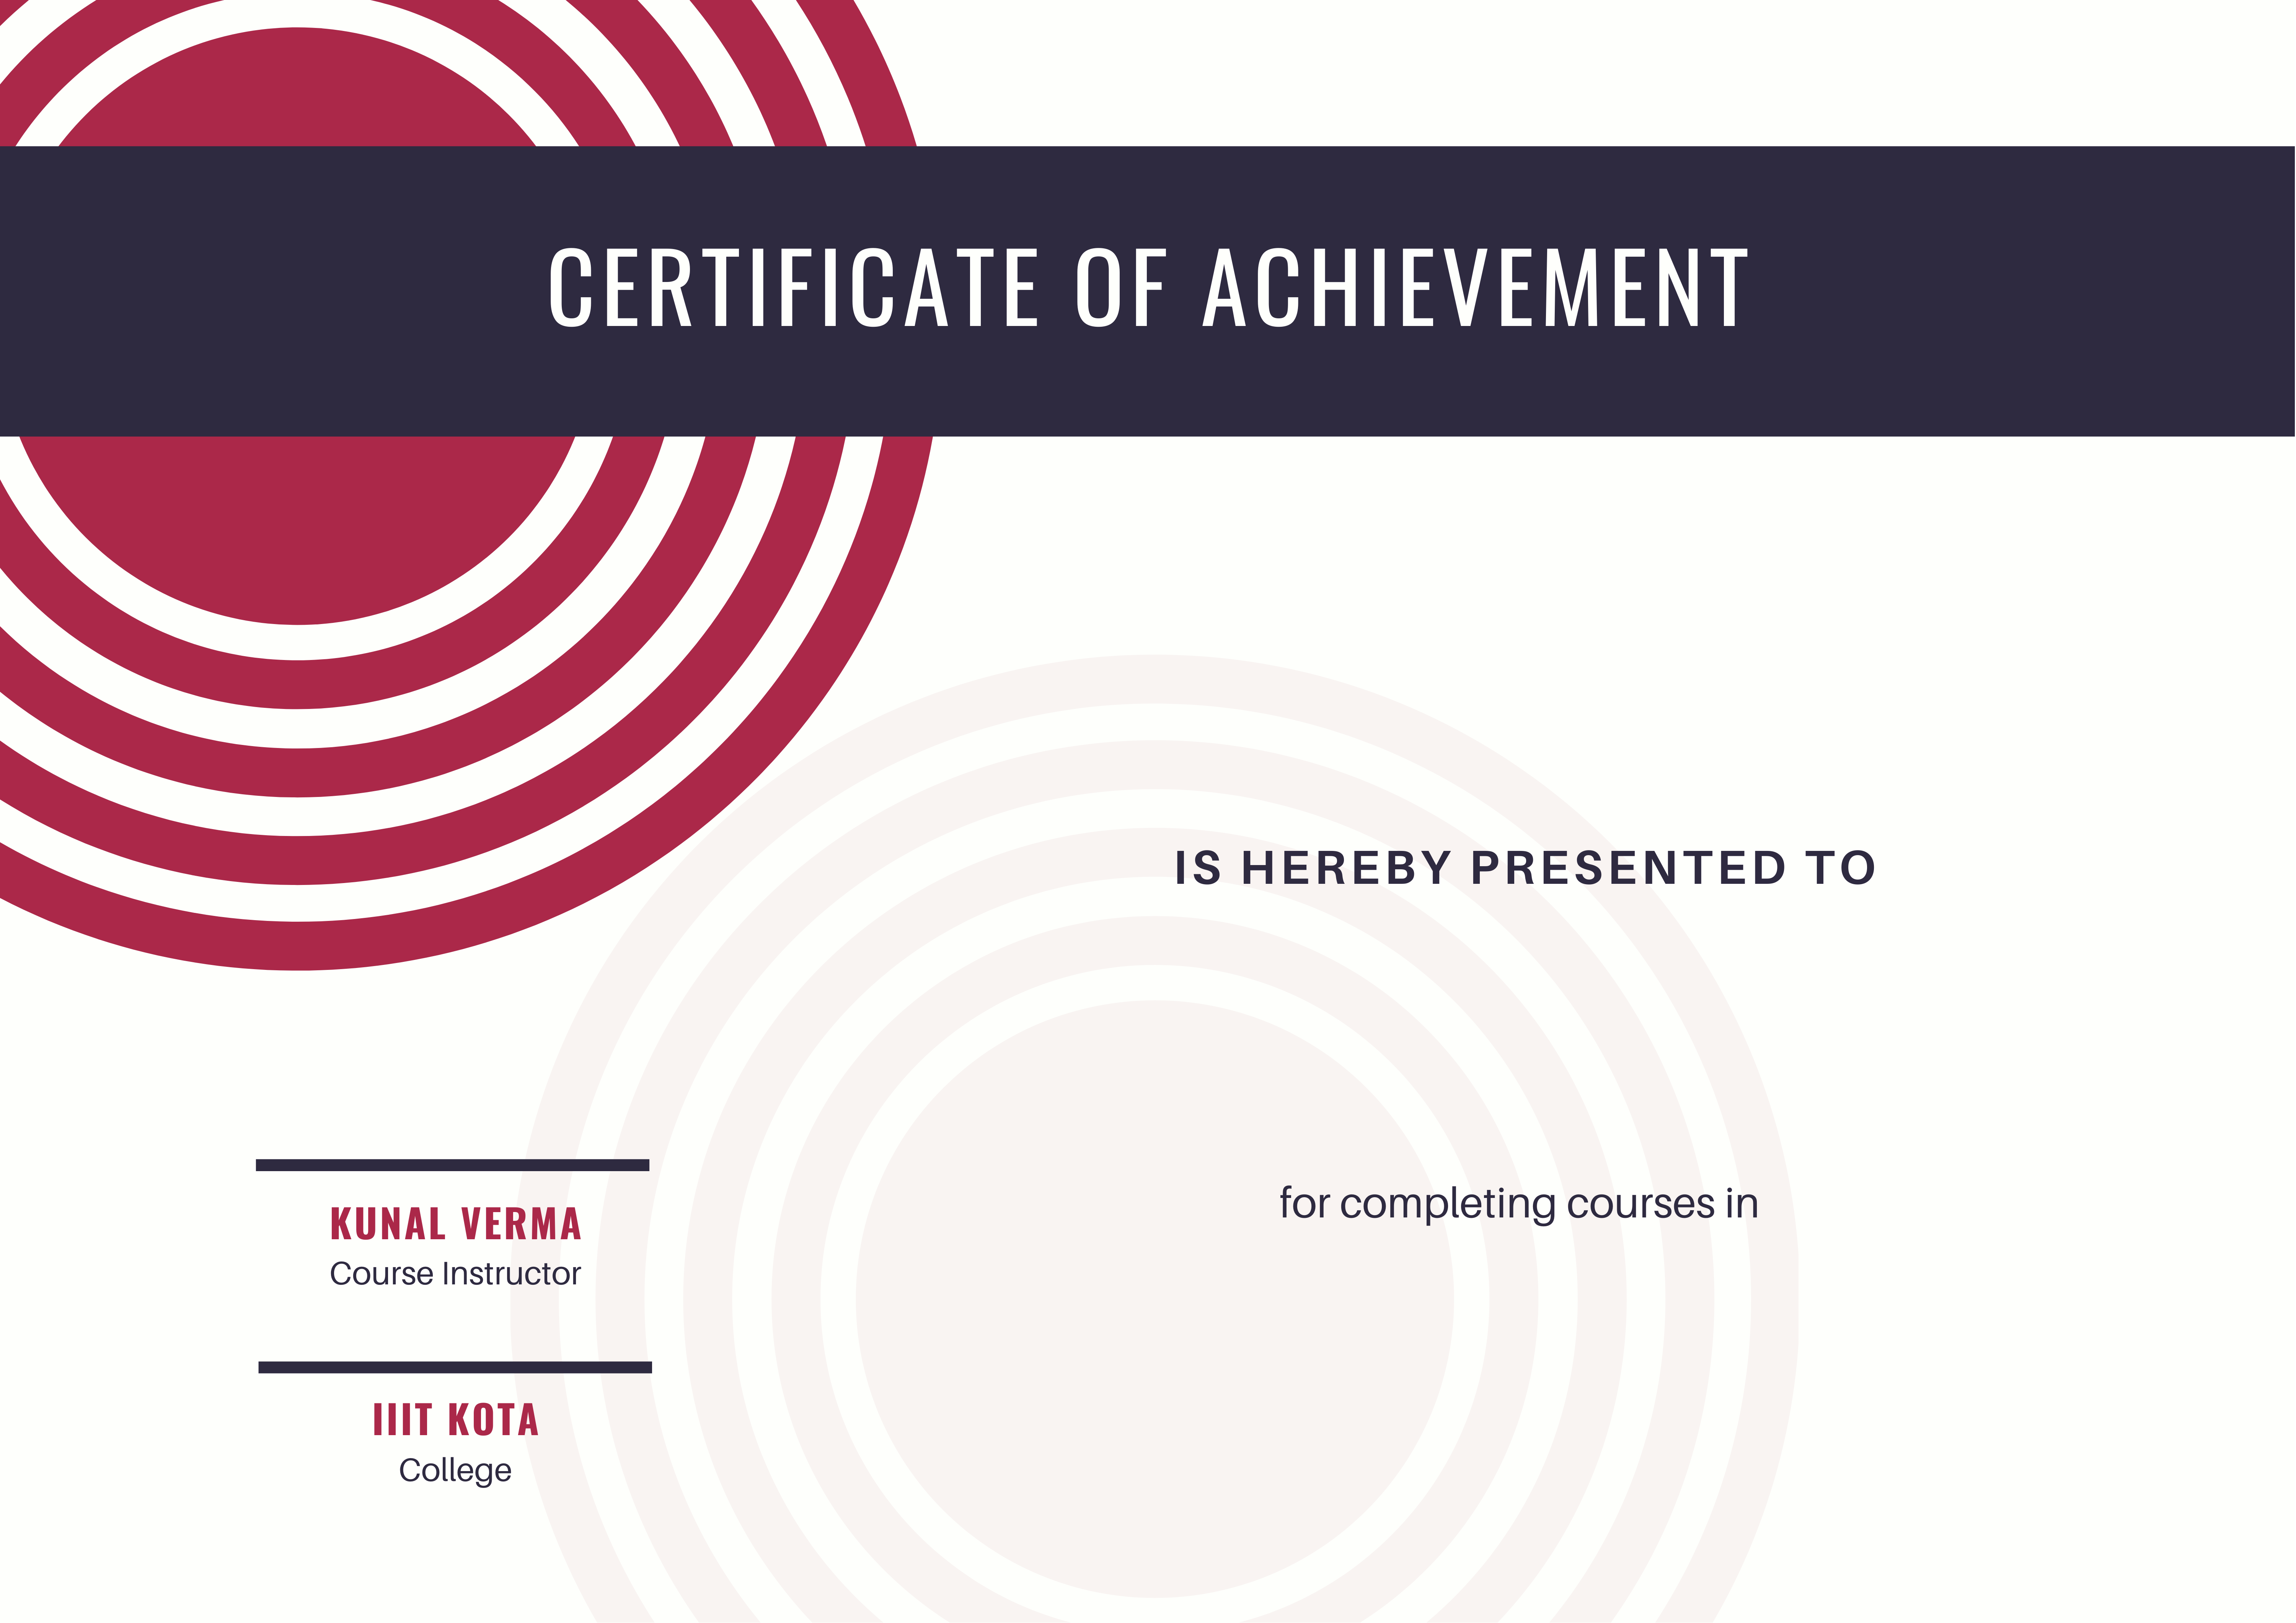 CERTIFICATE OF ACHIEVEMENT
IS HEREBY PRESENTED TO
for completing courses in
KUNAL VERMA
Course Instructor
IIIT KOTA
College